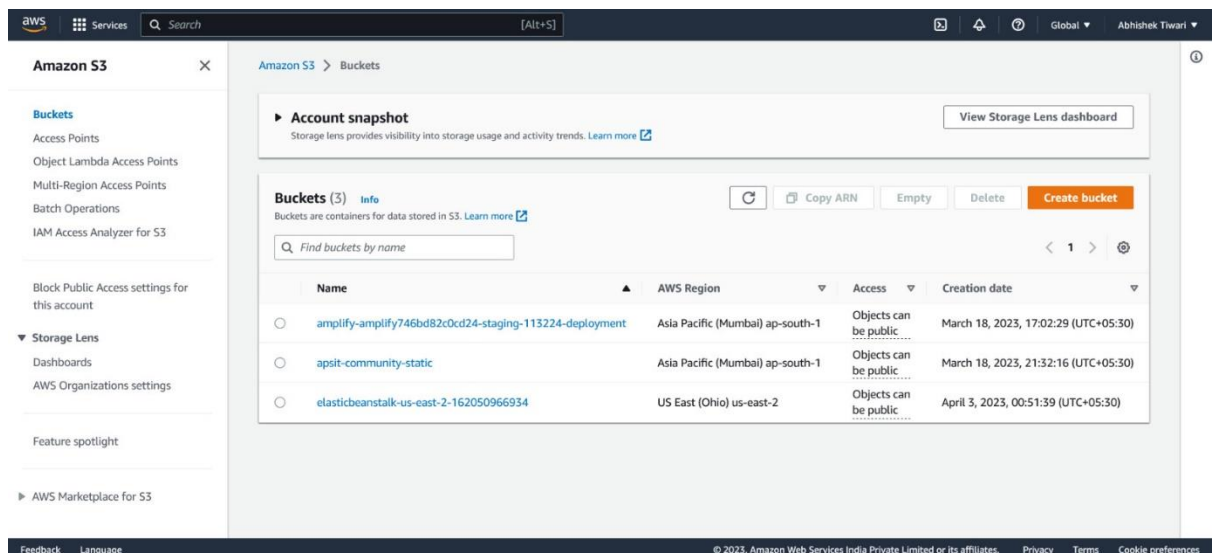 aws Services Search [Alt+S] Global Abhishek Tiwari
Amazon S3
Buckets
Access Points
Object Lambda Access Points
Multi-Region Access Points
Batch Operations
IAM Access Analyzer for S3
Block Public Access settings for
this account
Storage Lens
Dashboards
AWS Organizations settings
Feature spotlight
AWS Marketplace for S3
Amazon S3 > Buckets
Account snapshot
Storage lens provides visibility into storage usage and activity trends. Learn more
View Storage Lens dashboard
Buckets (3) Info
Buckets are containers for data stored in S3. Learn more
Copy ARN Empty Delete Create bucket
Find buckets by name
< 1 >
Name AWS Region Access Creation date
amplify-amplify746bd82c0cd24-staging-113224-deployment Asia Pacific (Mumbai) ap-south-1 Objects can March 18, 2023, 17:02:29 (UTC+05:30)
be public
apsit-community-static Asia Pacific (Mumbai) ap-south-1 Objects can March 18, 2023, 21:32:16 (UTC+05:30)
be public
elasticbeanstalk-us-east-2-162050966934 US East (Ohio) us-east-2 Objects can April 3, 2023, 00:51:39 (UTC+05:30)
be public
Feedback Language © 2023, Amazon Web Services India Private Limited or its affiliates. Privacy Terms Cookie preferences